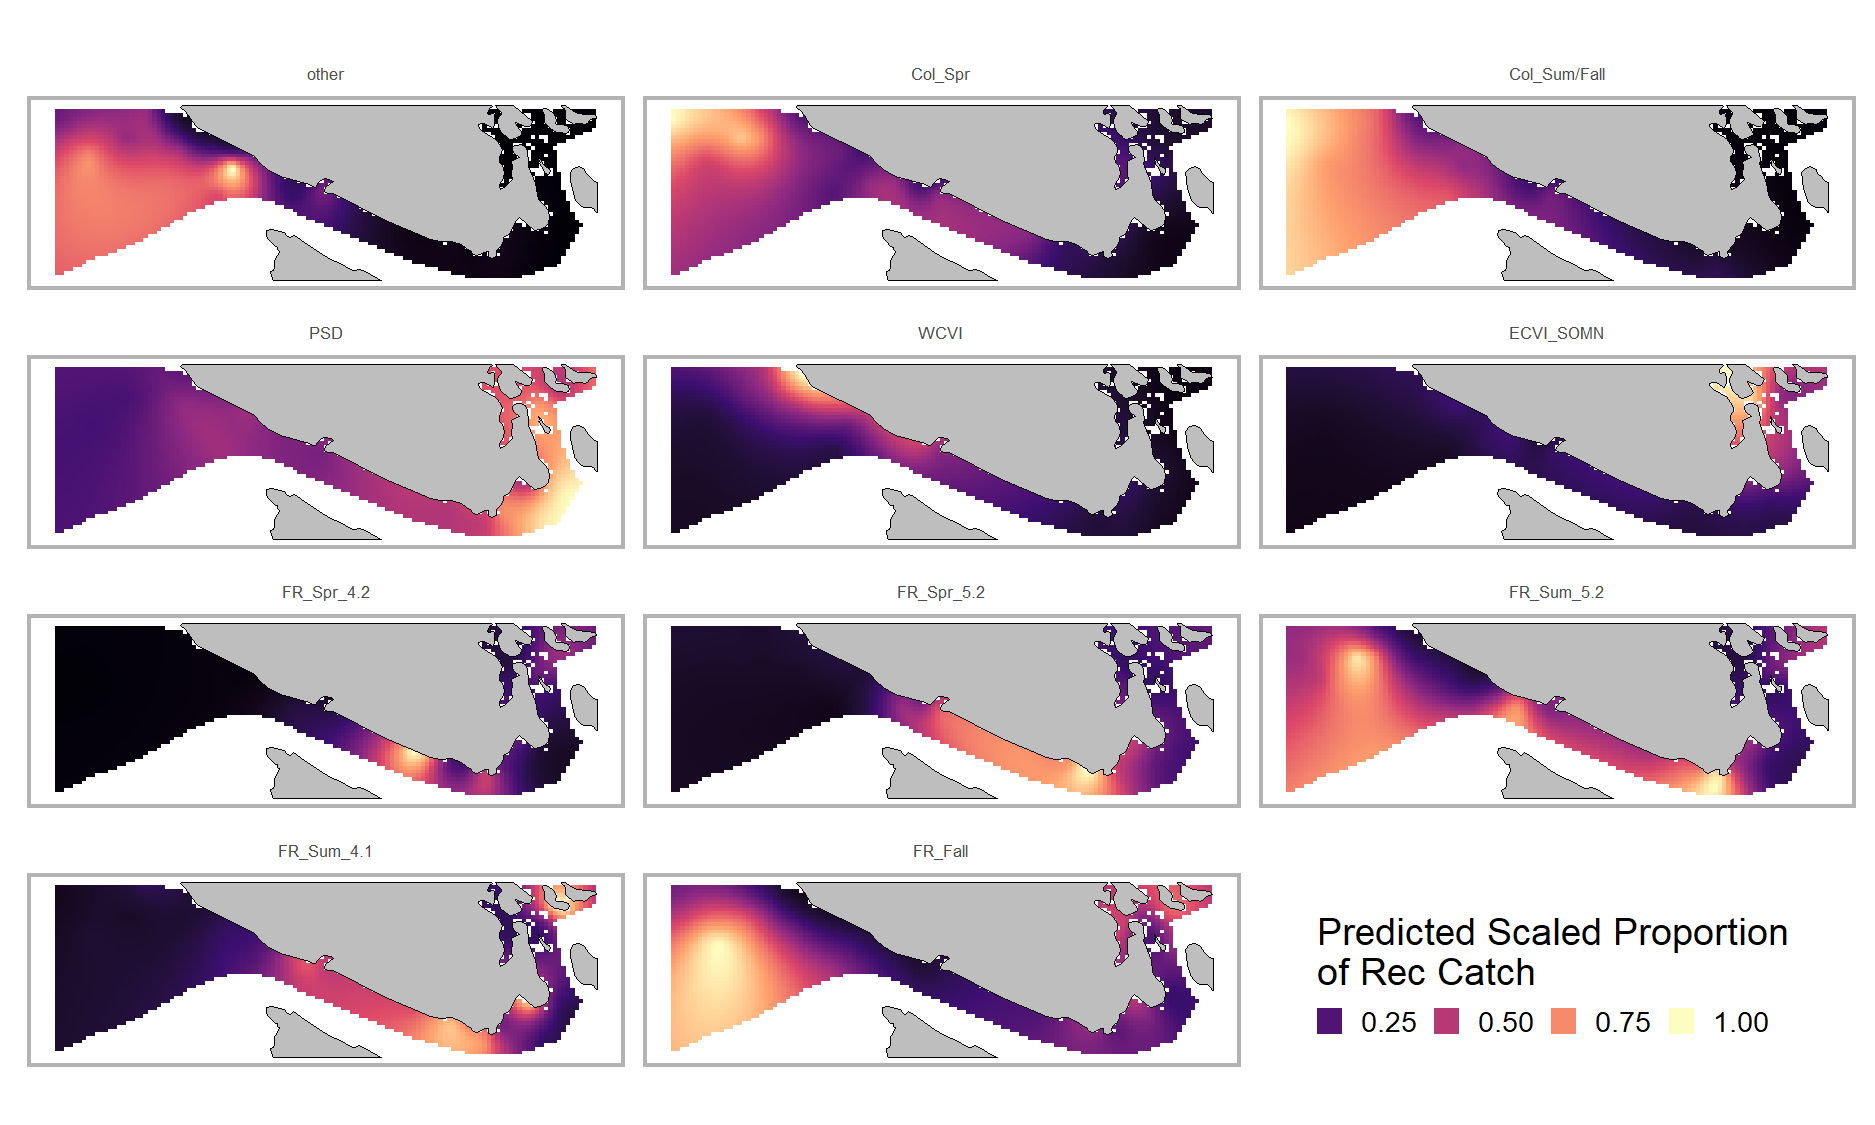 other
Col_Spr
Col_Sum/Fall
PSD
WCVI
ECVI_SOMN
FR_Spr_4.2
FR_Spr_5.2
FR_Sum_5.2
FR_Sum_4.1
FR_Fall
Predicted Scaled Proportion
of Rec Catch
0.25 0.50 0.75 1.00